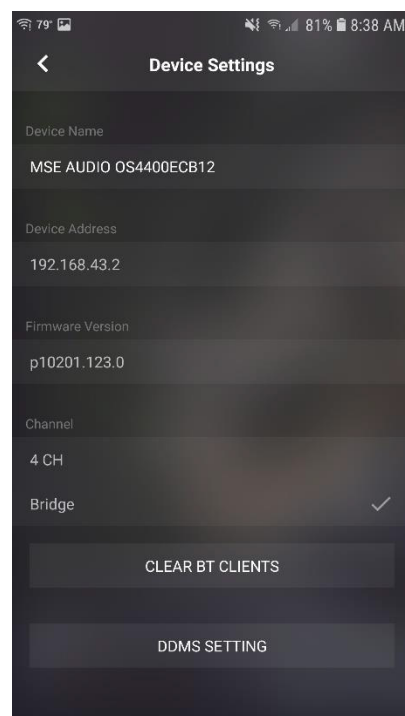 79° 81% 8:38 AM
Device Settings
Device Name
MSE AUDIO OS4400ECB12
Device Address
192.168.43.2
Firmware Version
p10201.123.0
Channel
4 CH
Bridge
CLEAR BT CLIENTS
DDMS SETTING